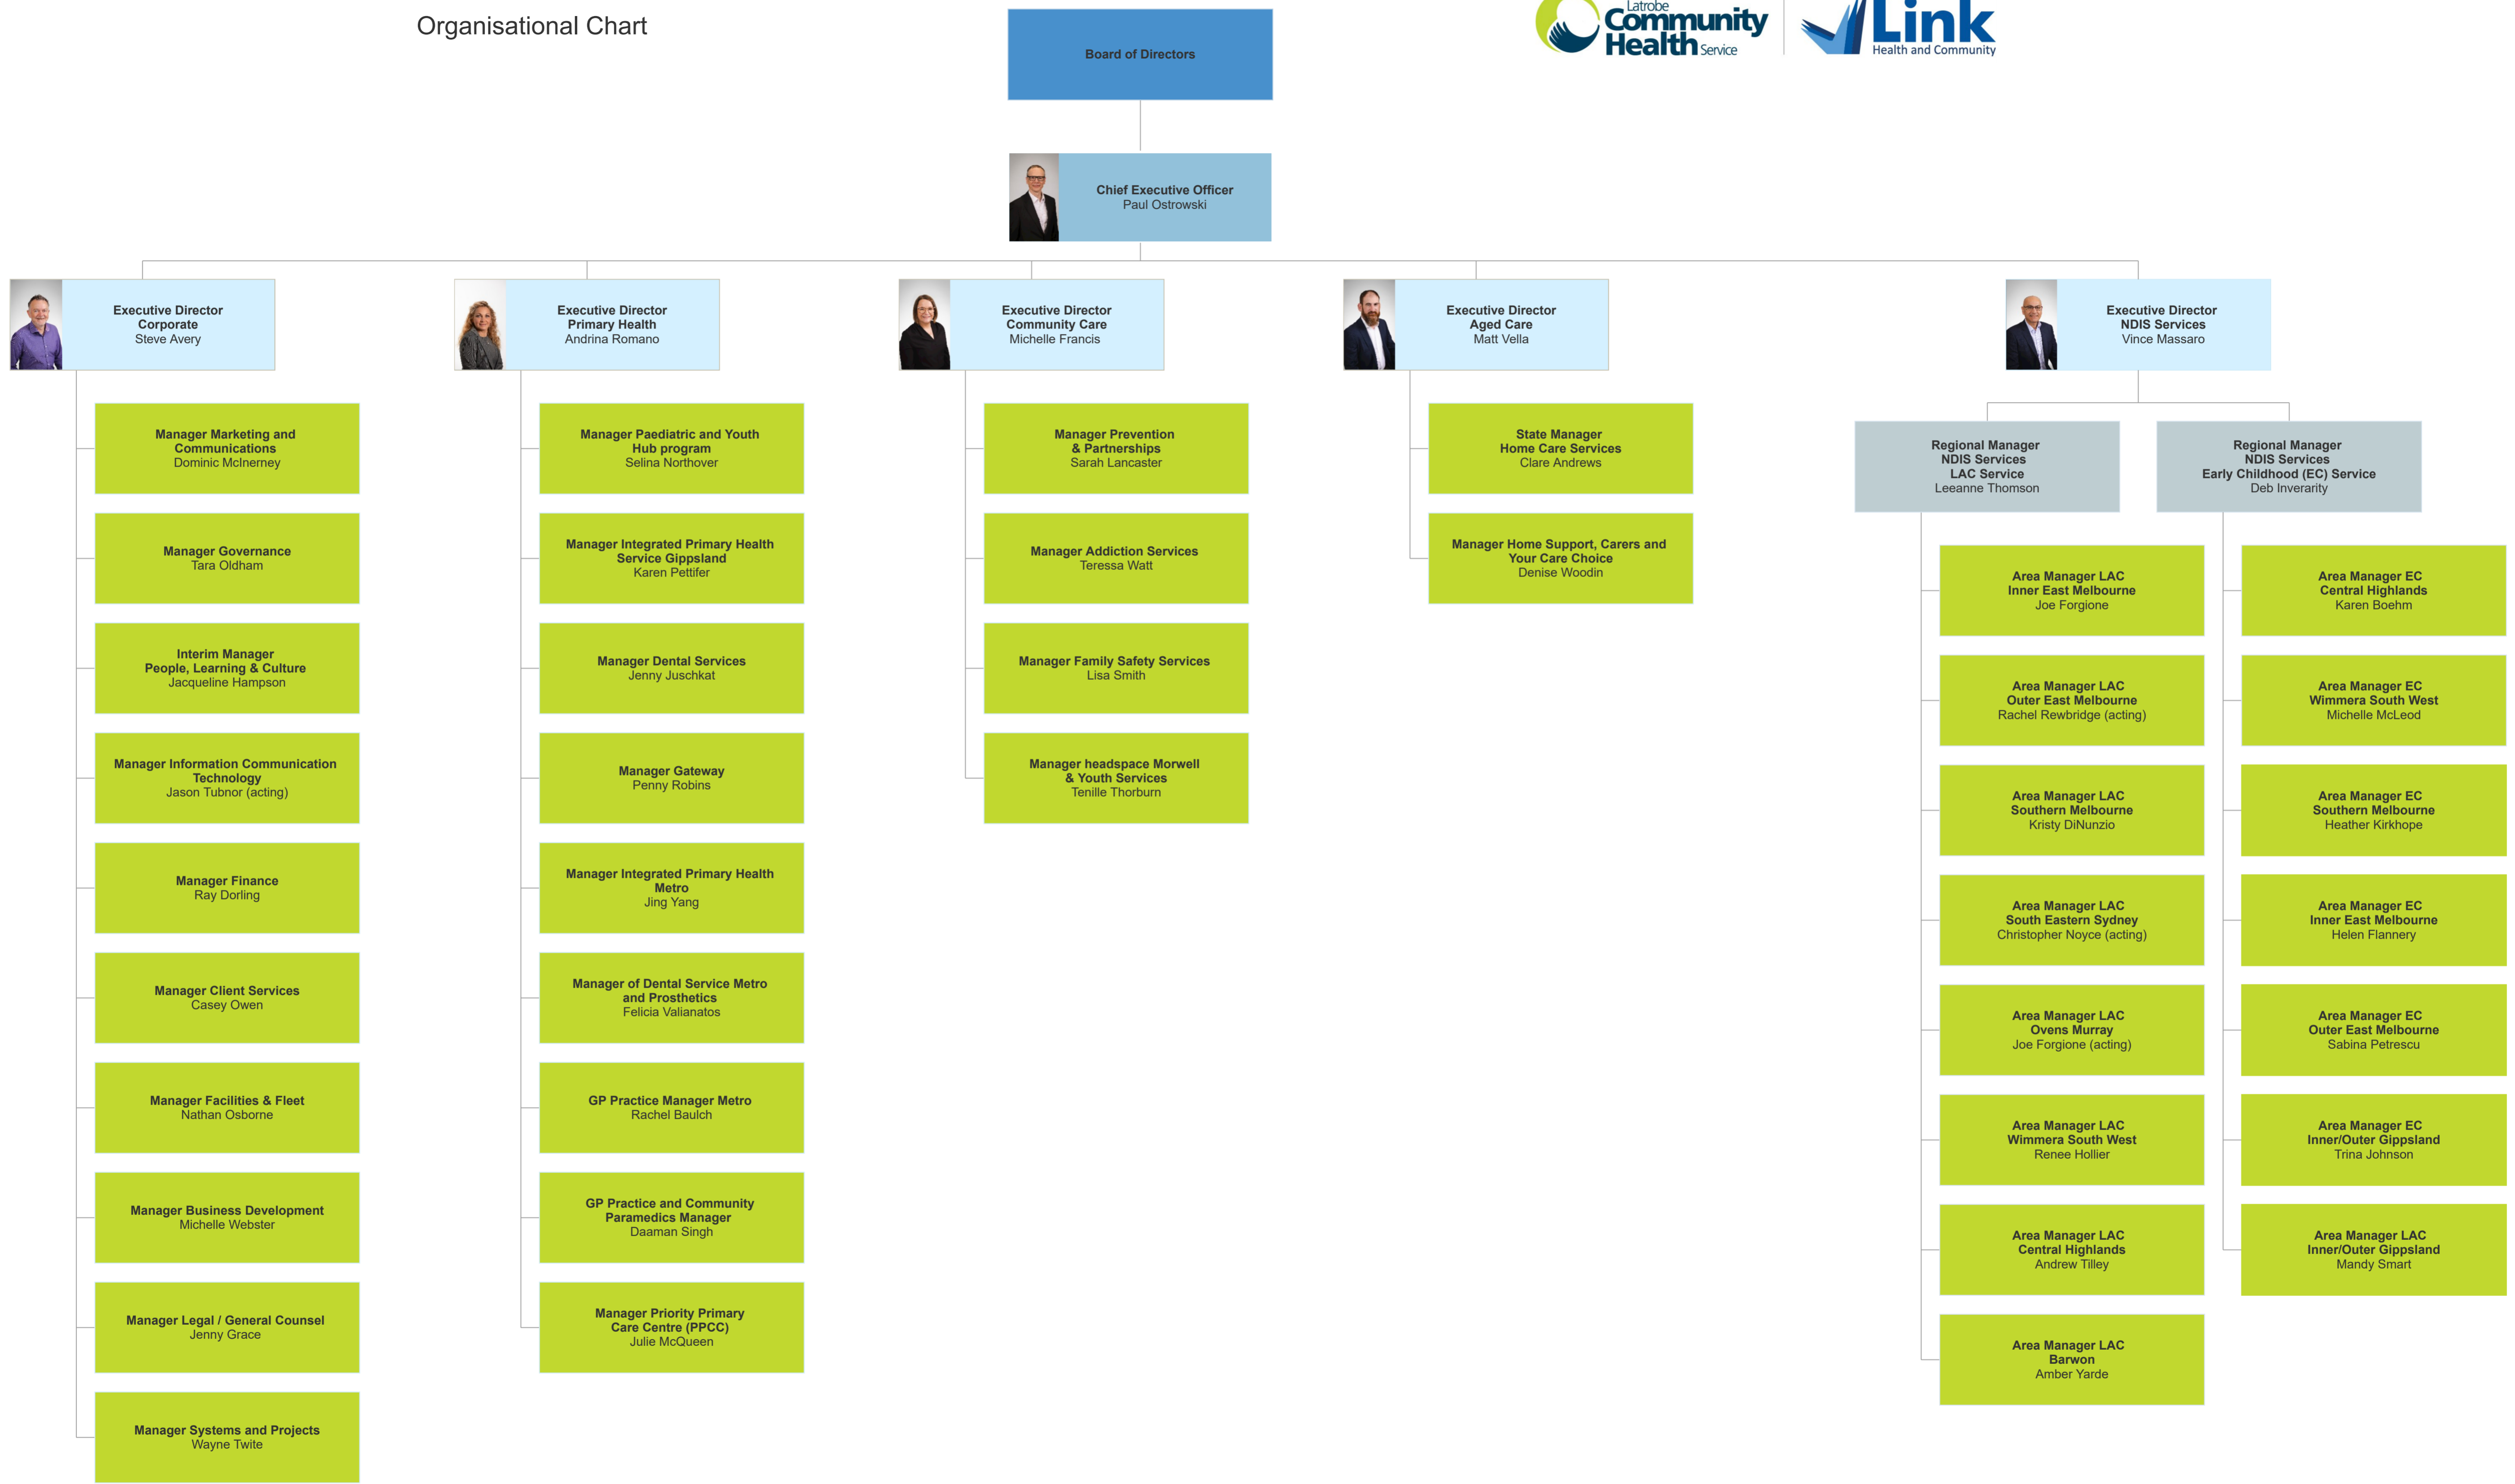 Organisational Chart
Latrobe
Community
Health Service
Link
Health and Community
Board of Directors
Chief Executive Officer
Paul Ostrowski
Executive Director
Corporate
Steve Avery
Executive Director
Primary Health
Andrina Romano
Executive Director
Community Care
Michelle Francis
Executive Director
Aged Care
Matt Vella
Executive Director
NDIS Services
Vince Massaro
Manager Marketing and
Communications
Dominic McInerney
Manager Governance
Tara Oldham
Interim Manager
People, Learning & Culture
Jacqueline Hampson
Manager Information Communication
Technology
Jason Tubnor (acting)
Manager Finance
Ray Dorling
Manager Client Services
Casey Owen
Manager Facilities & Fleet
Nathan Osborne
Manager Business Development
Michelle Webster
Manager Legal / General Counsel
Jenny Grace
Manager Systems and Projects
Wayne Twite
Manager Paediatric and Youth
Hub program
Selina Northover
Manager Integrated Primary Health
Service Gippsland
Karen Pettifer
Manager Dental Services
Jenny Juschkat
Manager Gateway
Penny Robins
Manager Integrated Primary Health
Metro
Jing Yang
Manager of Dental Service Metro
and Prosthetics
Felicia Valianatos
GP Practice Manager Metro
Rachel Baulch
GP Practice and Community
Paramedics Manager
Daaman Singh
Manager Priority Primary
Care Centre (PPCC)
Julie McQueen
Manager Prevention
& Partnerships
Sarah Lancaster
Manager Addiction Services
Teressa Watt
Manager Family Safety Services
Lisa Smith
Manager headspace Morwell
& Youth Services
Tenille Thorburn
State Manager
Home Care Services
Clare Andrews
Manager Home Support, Carers and
Your Care Choice
Denise Woodin
Regional Manager
NDIS Services
LAC Service
Leeanne Thomson
Area Manager LAC
Inner East Melbourne
Joe Forgione
Area Manager LAC
Outer East Melbourne
Rachel Rewbridge (acting)
Area Manager LAC
Southern Melbourne
Kristy DiNunzio
Area Manager LAC
South Eastern Sydney
Christopher Noyce (acting)
Area Manager LAC
Ovens Murray
Joe Forgione (acting)
Area Manager LAC
Wimmera South West
Renee Hollier
Area Manager LAC
Central Highlands
Andrew Tilley
Area Manager LAC
Barwon
Amber Yarde
Regional Manager
NDIS Services
Early Childhood (EC) Service
Deb Inverarity
Area Manager EC
Central Highlands
Karen Boehm
Area Manager EC
Wimmera South West
Michelle McLeod
Area Manager EC
Southern Melbourne
Heather Kirkhope
Area Manager EC
Inner East Melbourne
Helen Flannery
Area Manager EC
Outer East Melbourne
Sabina Petrescu
Area Manager EC
Inner/Outer Gippsland
Trina Johnson
Area Manager LAC
Inner/Outer Gippsland
Mandy Smart